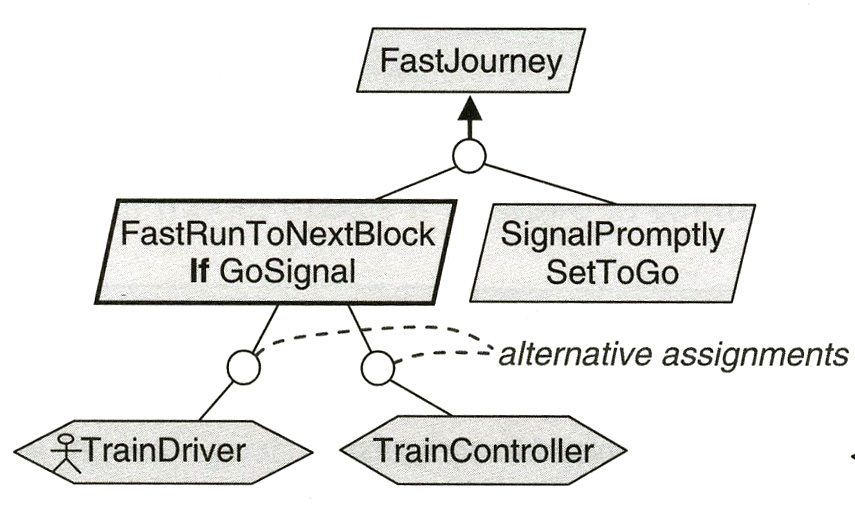 FastJourney
FastRunToNextBlock
If GoSignal
SignalPromptly
SetToGo
alternative assignments
TrainDriver
TrainController